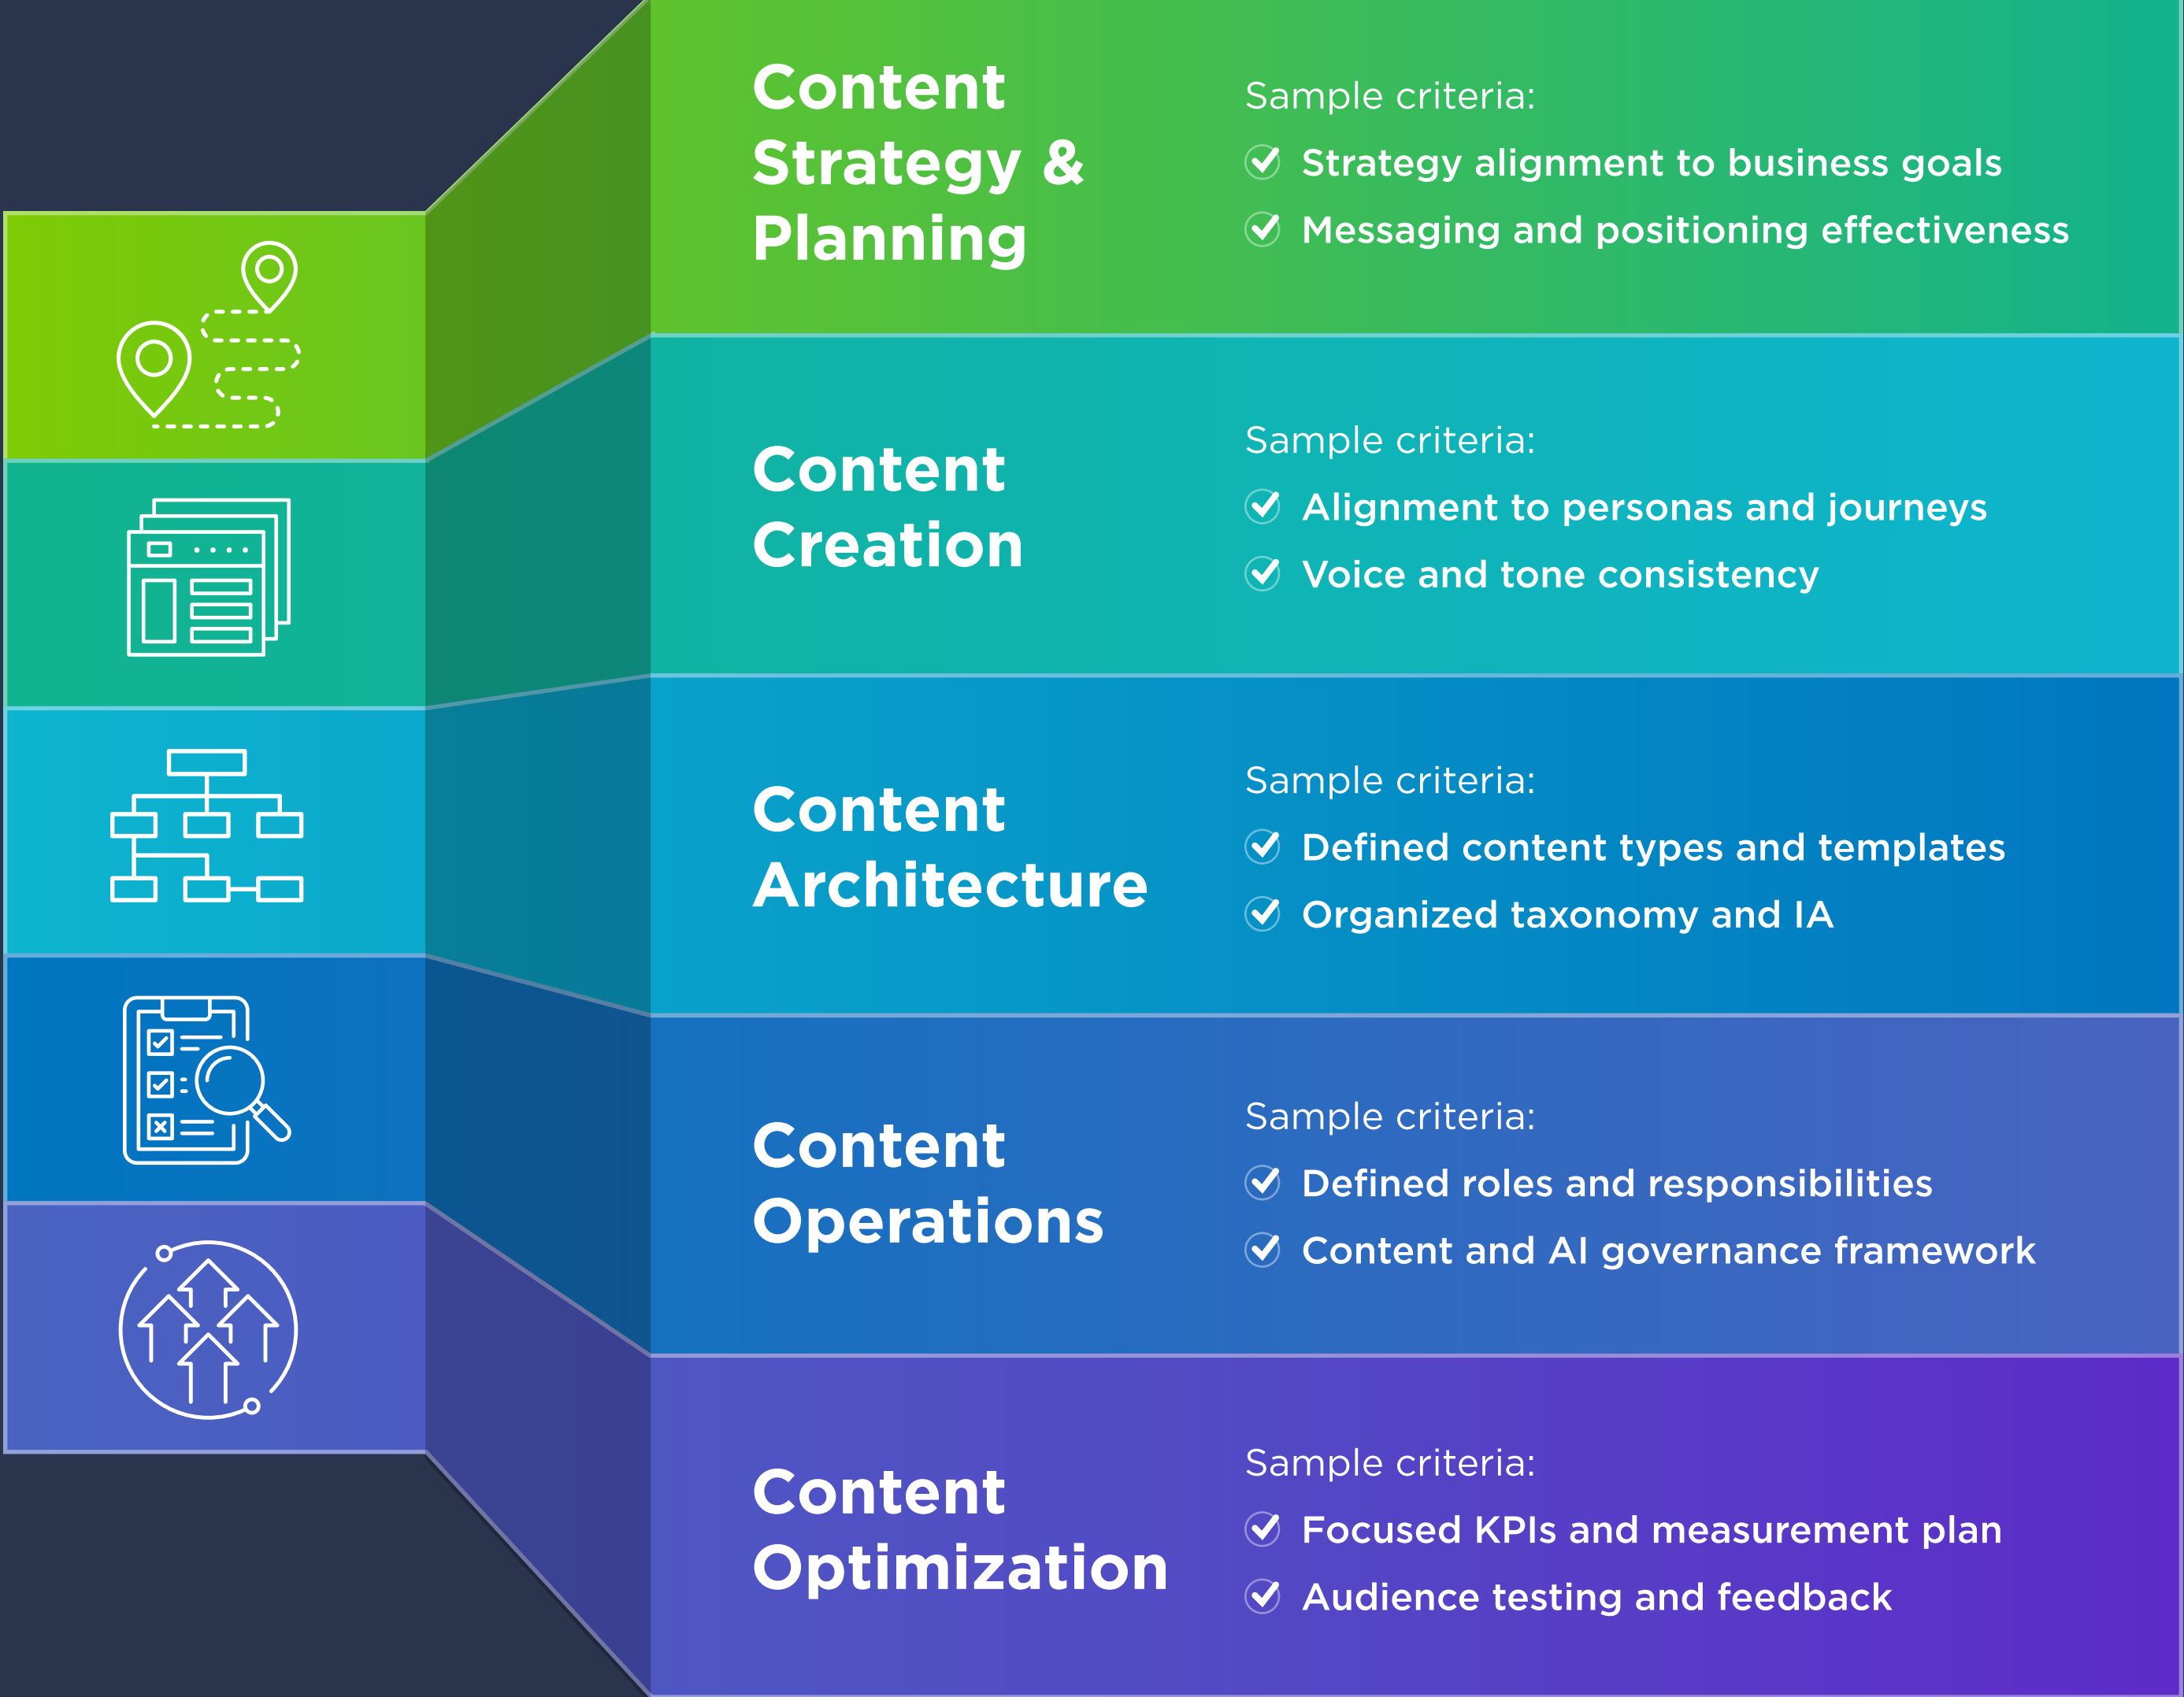 Content
Strategy &
Planning
Sample criteria:
Strategy alignment to business goals
Messaging and positioning effectiveness
Content
Creation
Sample criteria:
Alignment to personas and journeys
Voice and tone consistency
Content
Architecture
Sample criteria:
Defined content types and templates
Organized taxonomy and IA
Content
Operations
Sample criteria:
Defined roles and responsibilities
Content and AI governance framework
Content
Optimization
Sample criteria:
Focused KPIs and measurement plan
Audience testing and feedback